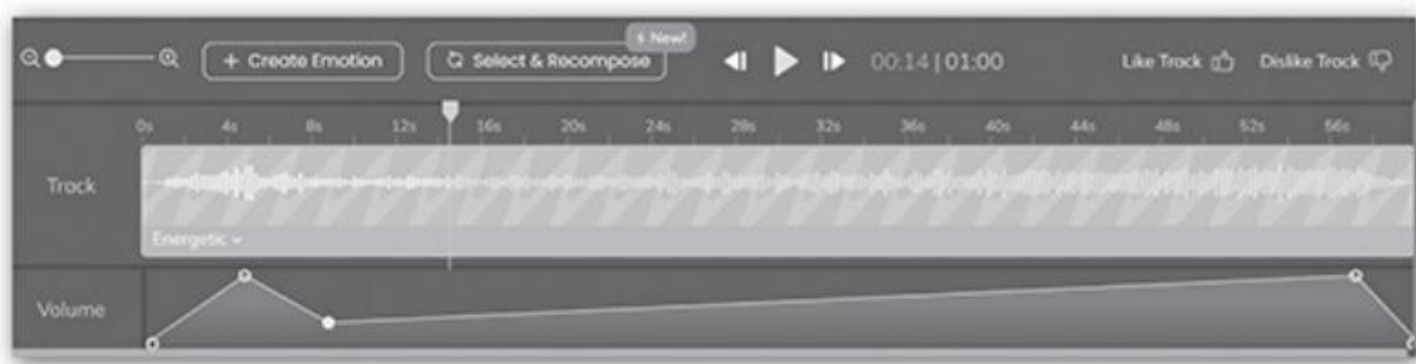 New!
+ Create Emotion Select & Recompose 00:14 | 01:00 Like Track Dislike Track
0s 4s 8s 12s 16s 20s 24s 28s 32s 36s 40s 44s 48s 52s 56s
Track
Energetic
Volume